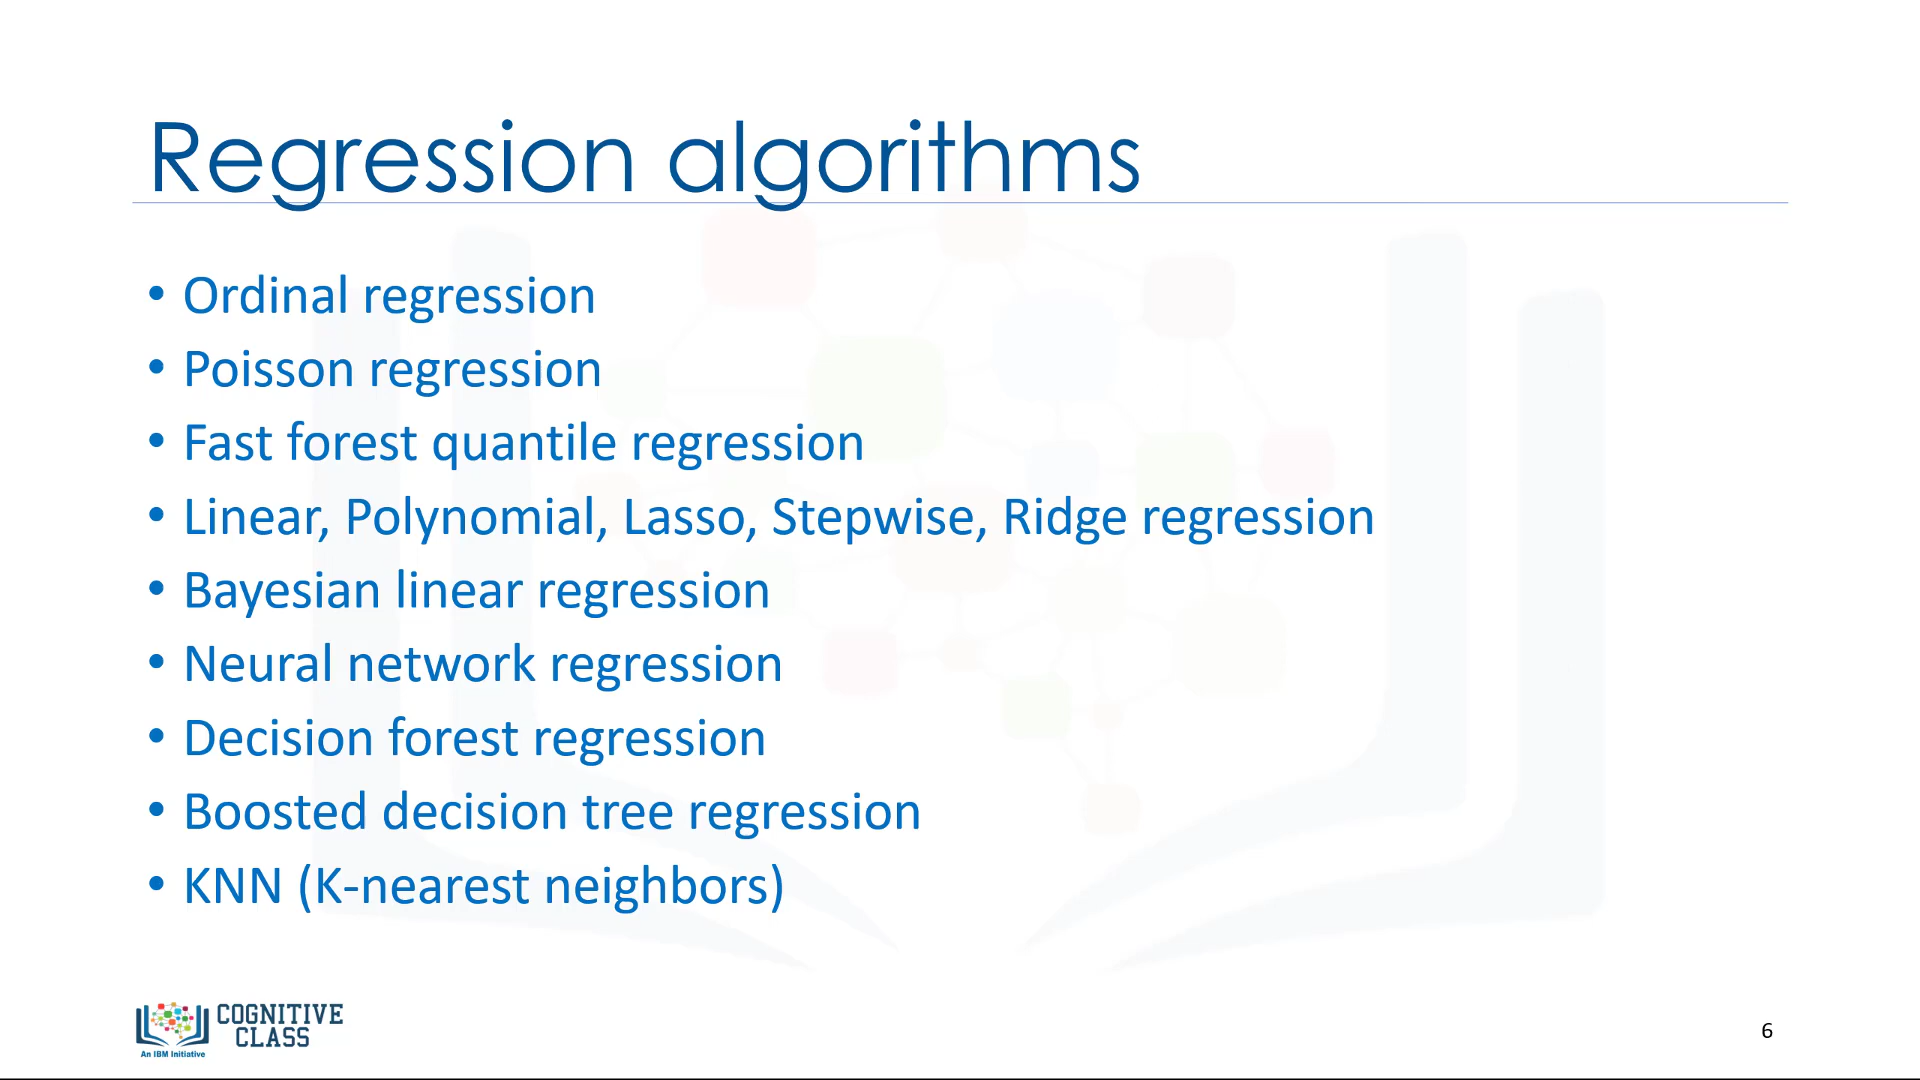 Regression algorithms
• Ordinal regression
• Poisson regression
• Fast forest quantile regression
• Linear, Polynomial, Lasso, Stepwise, Ridge regression
• Bayesian linear regression
• Neural network regression
• Decision forest regression
• Boosted decision tree regression
• KNN (K-nearest neighbors)
COGNITIVE
CLASS
An IBM Initiative
6